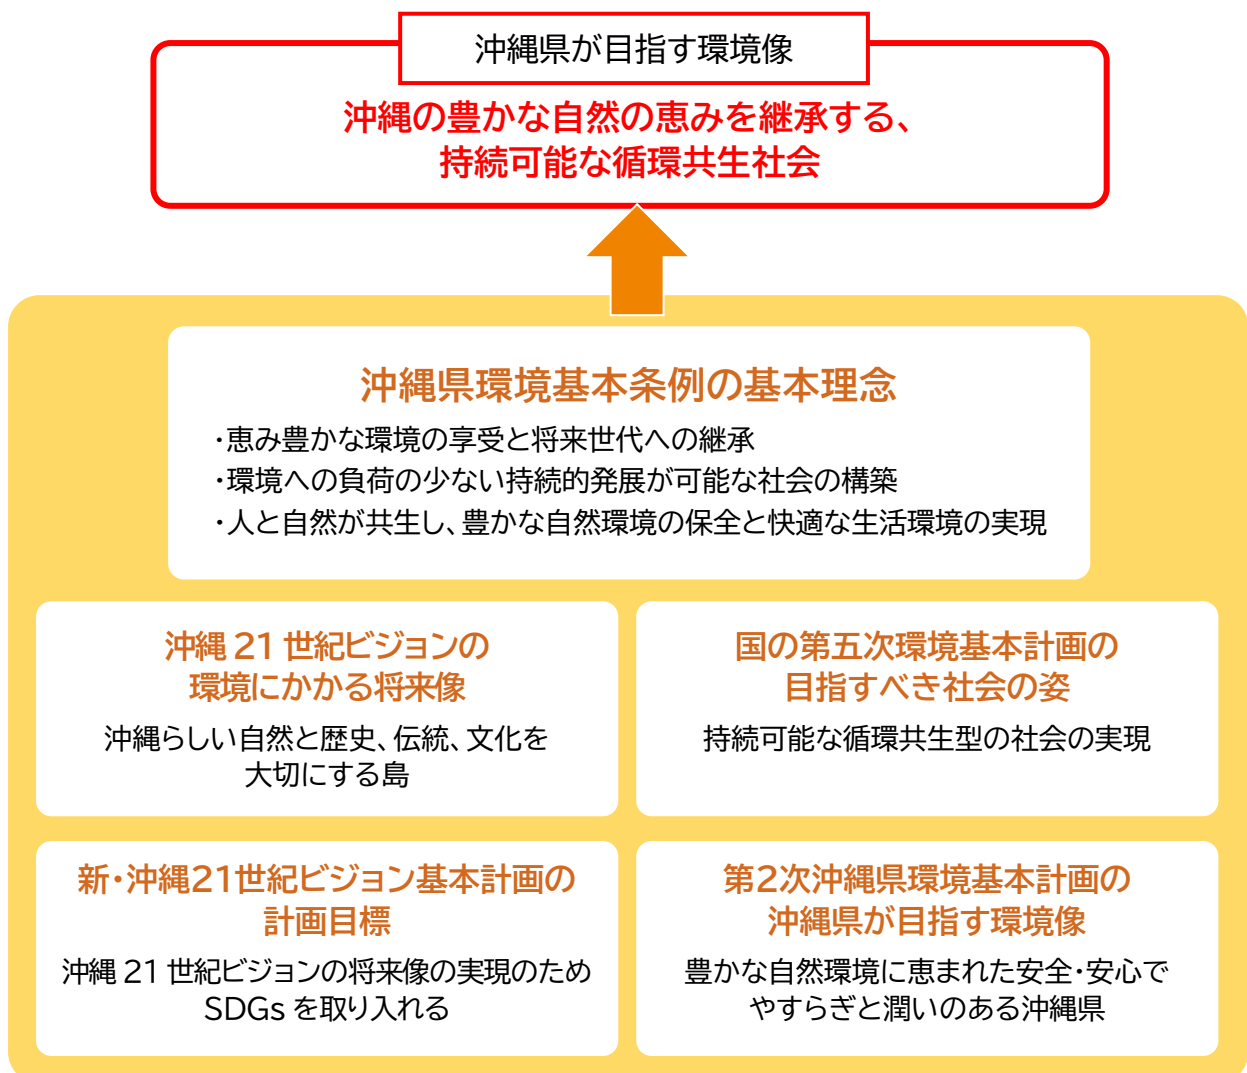 沖縄県が目指す環境像
沖縄の豊かな自然の恵みを継承する、
持続可能な循環共生社会
沖縄県環境基本条例の基本理念
・恵み豊かな環境の享受と将来世代への継承
・環境への負荷の少ない持続的発展が可能な社会の構築
・人と自然が共生し、豊かな自然環境の保全と快適な生活環境の実現
沖縄 21 世紀ビジョンの
環境にかかる将来像
沖縄らしい自然と歴史、伝統、文化を
大切にする島
国の第五次環境基本計画の
目指すべき社会の姿
持続可能な循環共生型の社会の実現
新・沖縄21世紀ビジョン基本計画の
計画目標
沖縄 21 世紀ビジョンの将来像の実現のため
SDGs を取り入れる
第2次沖縄県環境基本計画の
沖縄県が目指す環境像
豊かな自然環境に恵まれた安全・安心で
やすらぎと潤いのある沖縄県